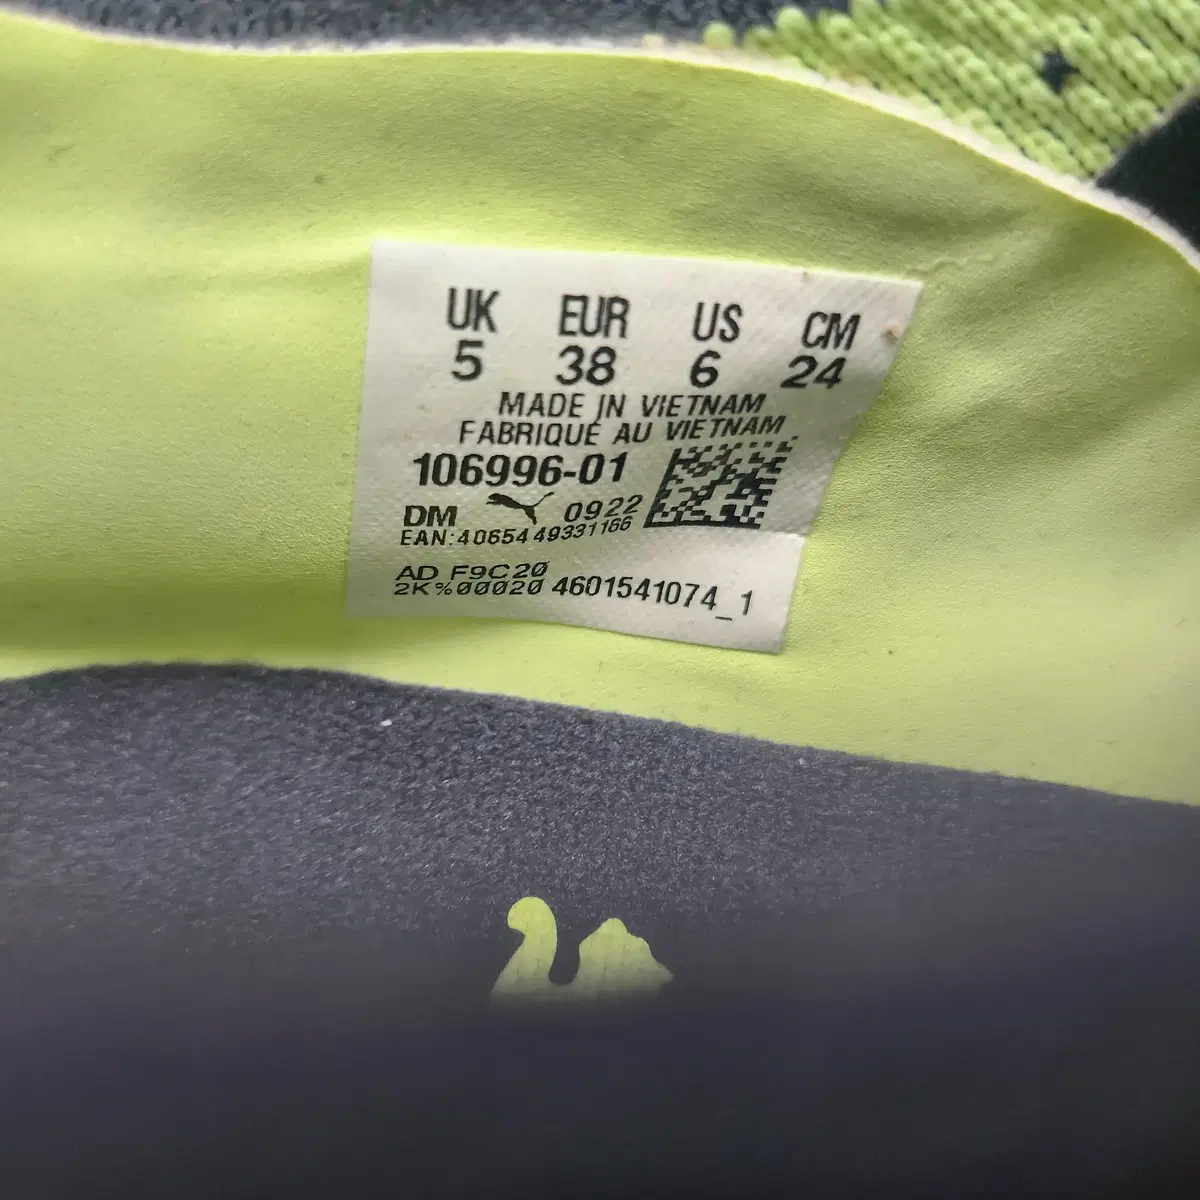 UK EUR US CM
5 38 6 24
MADE IN VIETNAM
FABRIQUE AU VIETNAM
106996-01
DM 0922
EAN:4065449331166
AD F9C20
2K%00020 4601541074_1